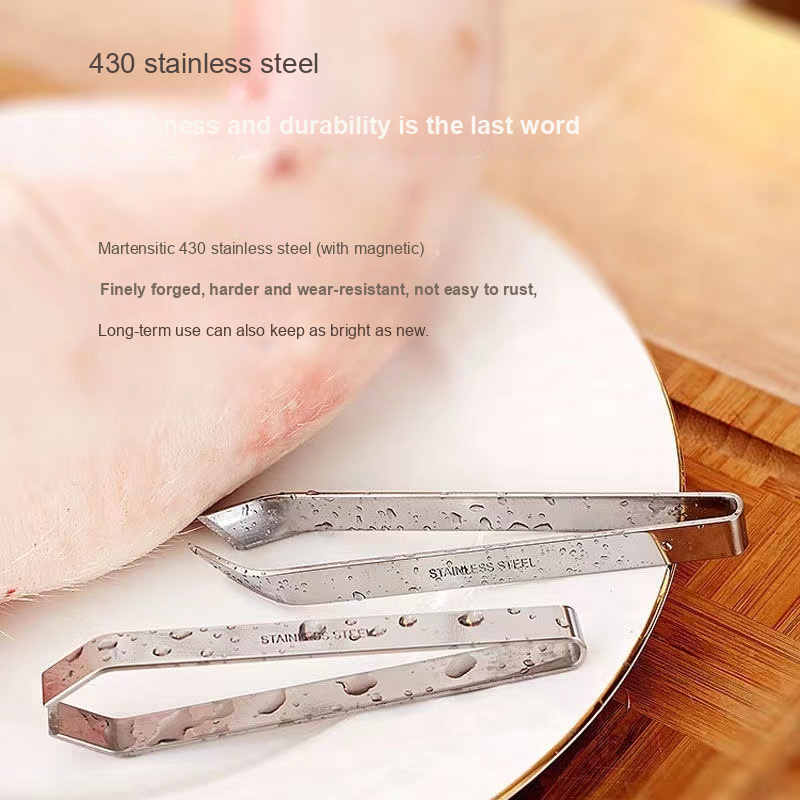 430 stainless steel
and durability is the last word
Martensitic 430 stainless steel (with magnetic)
Finely forged, harder and wear-resistant, not easy to rust,
Long-term use can also keep as bright as new.
STAINLESS STEEL
STAINLESS STEEL